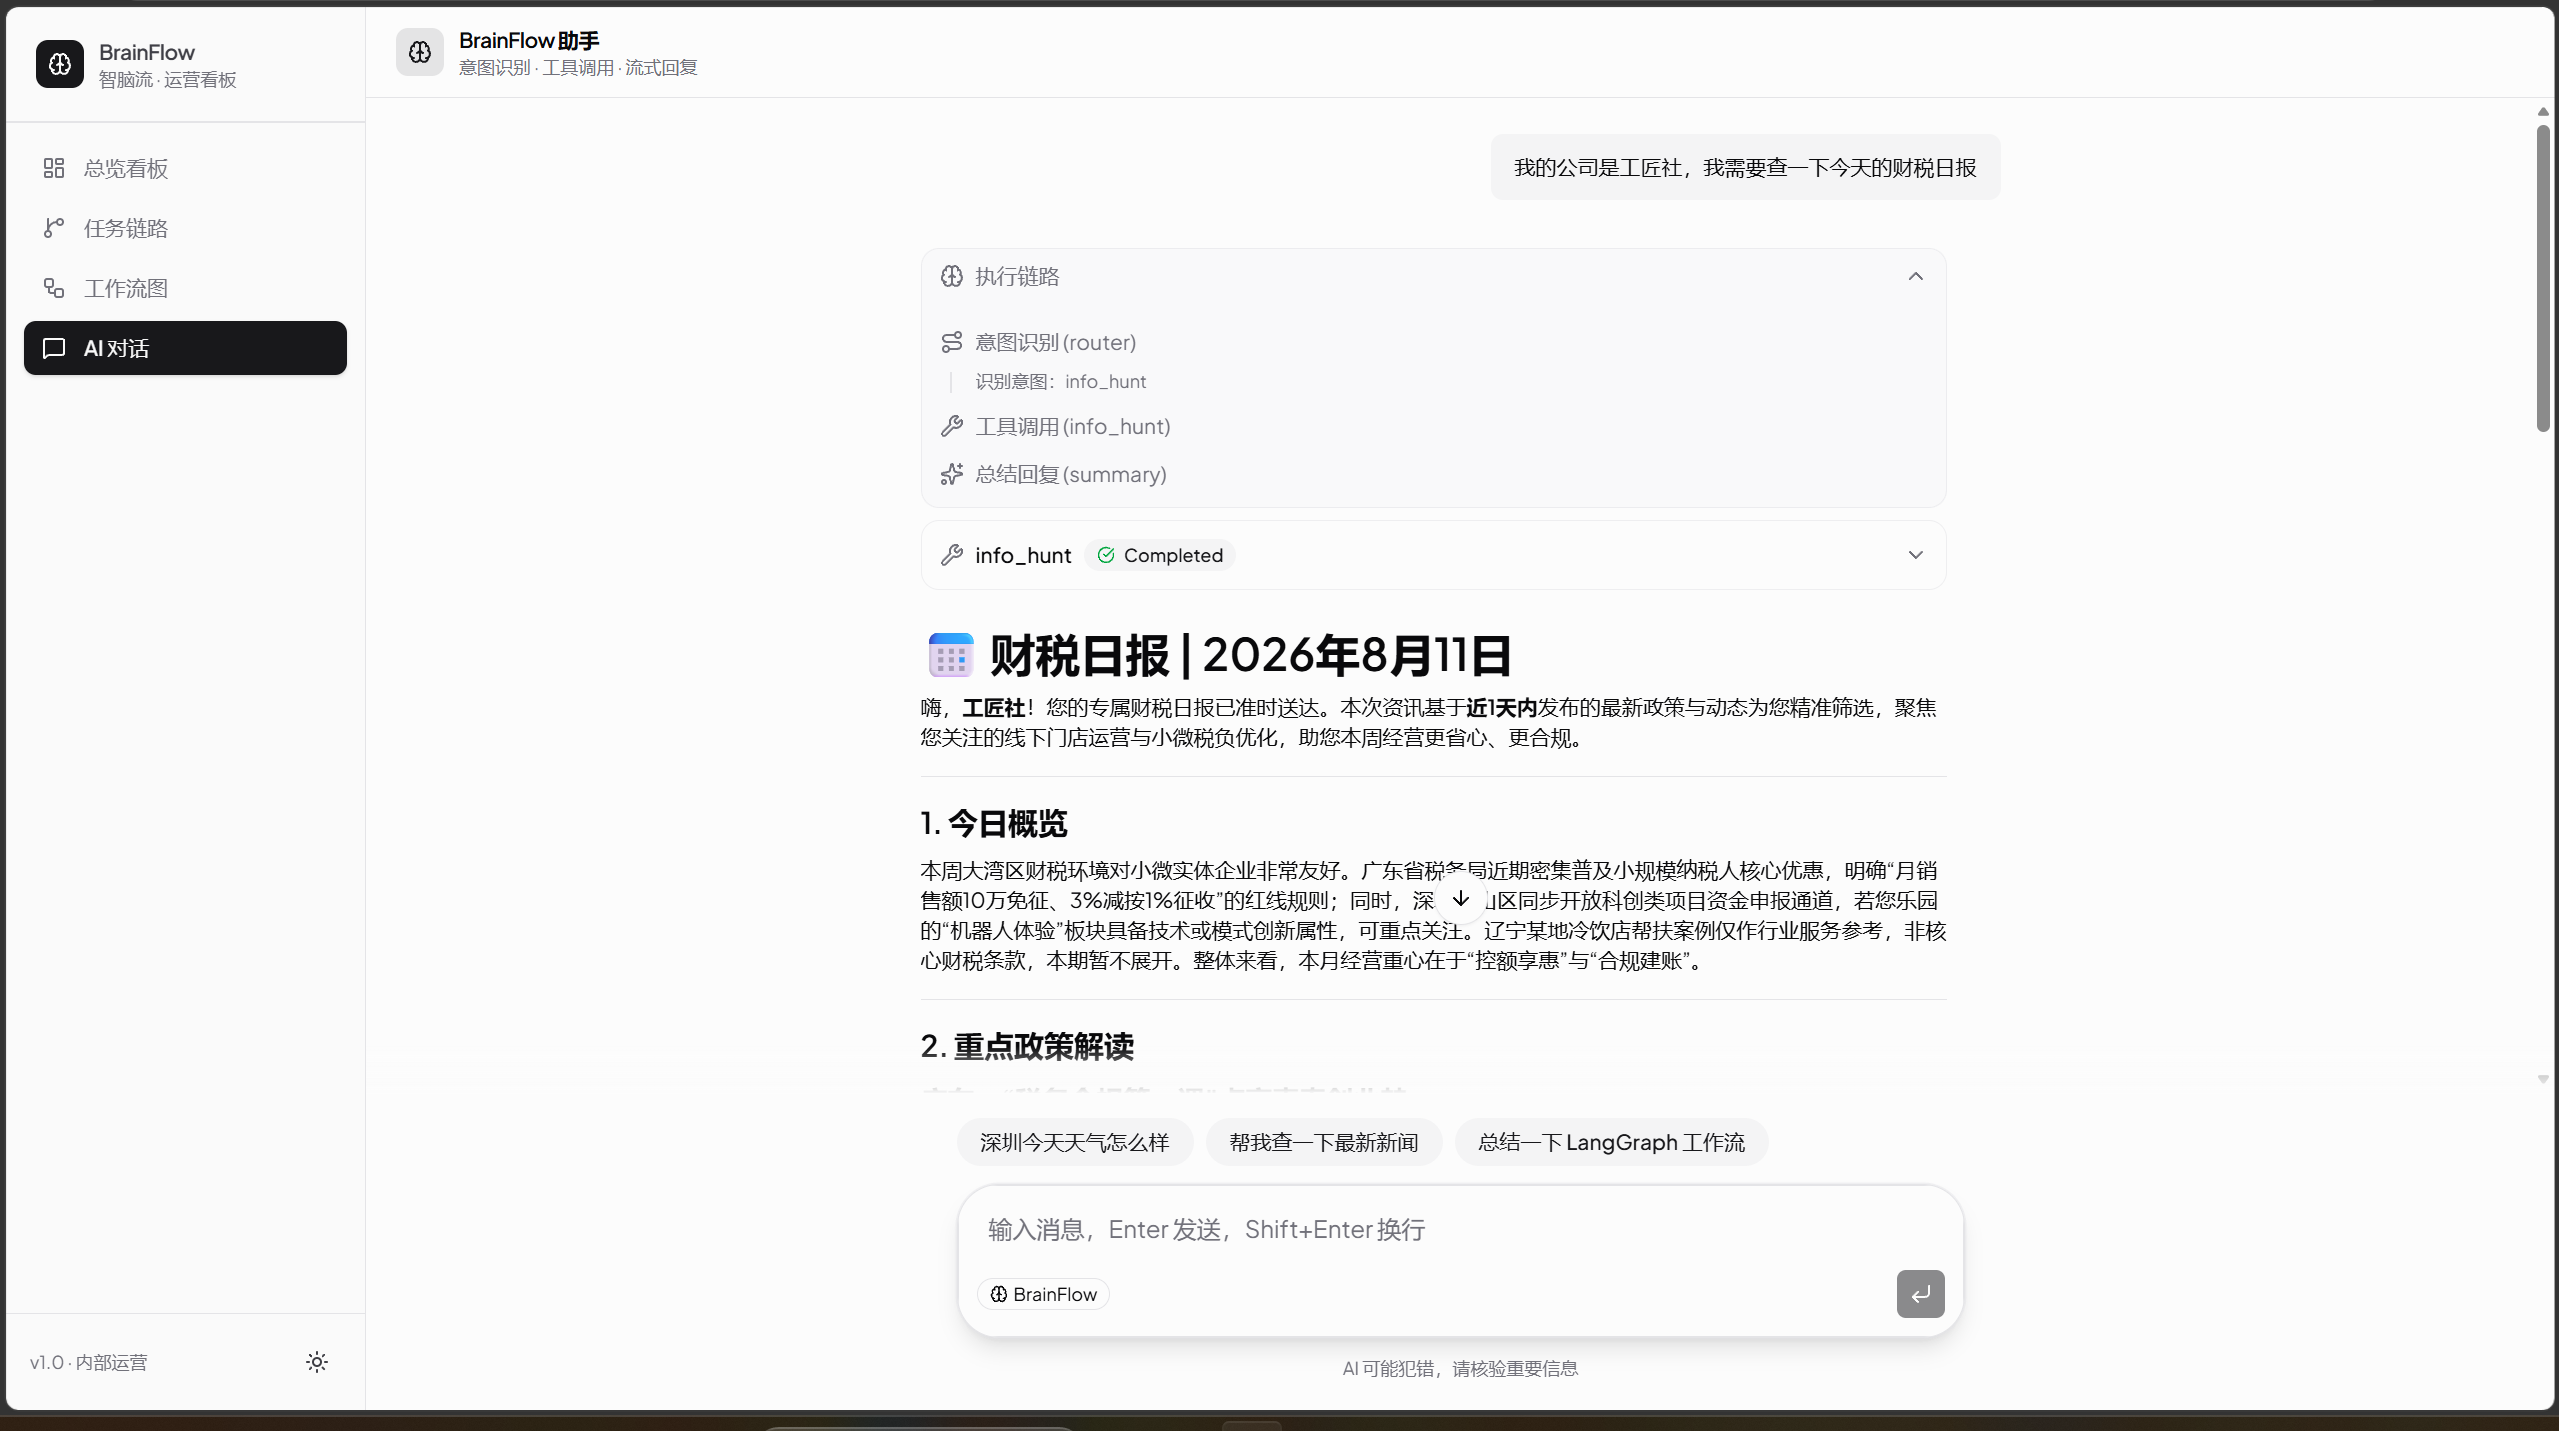 BrainFlow
智脑流 · 运营看板
总览看板
任务链路
工作流图
AI 对话
v1.0 · 内部运营
BrainFlow 助手
意图识别 · 工具调用 · 流式回复
我的公司是工匠社，我需要查一下今天的财税日报
执行链路
意图识别 (router)
识别意图：info_hunt
工具调用 (info_hunt)
总结回复 (summary)
info_hunt Completed
财税日报 | 2026年8月11日
嗨，工匠社！您的专属财税日报已准时送达。本次资讯基于近1天内发布的最新政策与动态为您精准筛选，聚焦
您关注的线下门店运营与小微税负优化，助您本周经营更省心、更合规。
1. 今日概览
本周大湾区财税环境对小微实体企业非常友好。广东省税务局近期密集普及小规模纳税人核心优惠，明确“月销
售额10万免征、3%减按1%征收”的红线规则；同时，深 山区同步开放科创类项目资金申报通道，若您乐园
的“机器人体验”板块具备技术或模式创新属性，可重点关注。辽宁某地冷饮店帮扶案例仅作行业服务参考，非核
心财税条款，本期暂不展开。整体来看，本月经营重心在于“控额享惠”与“合规建账”。
2. 重点政策解读
深圳今天天气怎么样
帮我查一下最新新闻
总结一下 LangGraph 工作流
输入消息，Enter 发送，Shift+Enter 换行
BrainFlow
AI 可能犯错，请核验重要信息